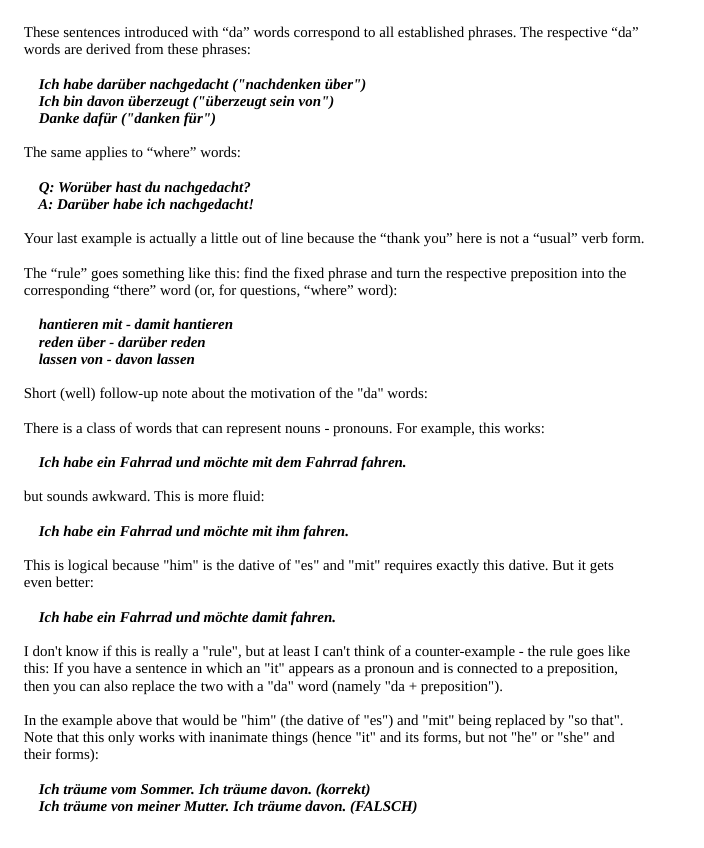 These sentences introduced with “da” words correspond to all established phrases. The respective “da”
words are derived from these phrases:
Ich habe darüber nachgedacht ("nachdenken über")
Ich bin davon überzeugt ("überzeugt sein von")
Danke dafür ("danken für")
The same applies to “where” words:
Q: Worüber hast du nachgedacht?
A: Darüber habe ich nachgedacht!
Your last example is actually a little out of line because the “thank you” here is not a “usual” verb form.
The “rule” goes something like this: find the fixed phrase and turn the respective preposition into the
corresponding “there” word (or, for questions, “where” word):
hantieren mit - damit hantieren
reden über - darüber reden
lassen von - davon lassen
Short (well) follow-up note about the motivation of the "da" words:
There is a class of words that can represent nouns - pronouns. For example, this works:
Ich habe ein Fahrrad und möchte mit dem Fahrrad fahren.
but sounds awkward. This is more fluid:
Ich habe ein Fahrrad und möchte mit ihm fahren.
This is logical because "him" is the dative of "es" and "mit" requires exactly this dative. But it gets
even better:
Ich habe ein Fahrrad und möchte damit fahren.
I don't know if this is really a "rule", but at least I can't think of a counter-example - the rule goes like
this: If you have a sentence in which an "it" appears as a pronoun and is connected to a preposition,
then you can also replace the two with a "da" word (namely "da + preposition").
In the example above that would be "him" (the dative of "es") and "mit" being replaced by "so that".
Note that this only works with inanimate things (hence "it" and its forms, but not "he" or "she" and
their forms):
Ich träume vom Sommer. Ich träume davon. (korrekt)
Ich träume von meiner Mutter. Ich träume davon. (FALSCH)